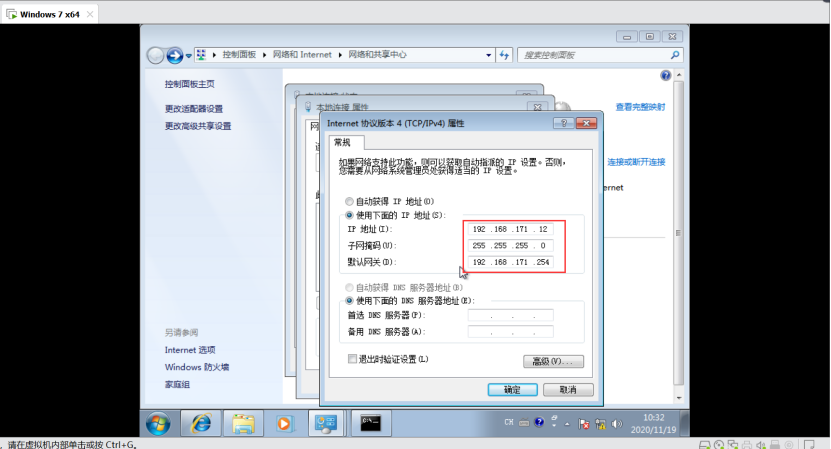 Windows 7 x64
控制面板 ▸ 网络和 Internet ▸ 网络和共享中心
搜索控制面板
控制面板主页
更改适配器设置
更改高级共享设置
查看完整映射
本地连接 属性
Internet 协议版本 4 (TCP/IPv4) 属性
常规
如果网络支持此功能，则可以获取自动指派的 IP 设置。否则，
您需要从网络系统管理员处获得适当的 IP 设置。
连接或断开连接
ernet
自动获得 IP 地址(O)
使用下面的 IP 地址(S):
IP 地址(I): 192 .168 .171 . 12
子网掩码(U): 255 .255 .255 . 0
默认网关(D): 192 .168 .171 .254
自动获得 DNS 服务器地址(B)
使用下面的 DNS 服务器地址(E):
首选 DNS 服务器(P):
备用 DNS 服务器(A):
退出时验证设置(L)
高级(V)...
确定
取消
另请参阅
Internet 选项
Windows 防火墙
家庭组
CH
10:32
2020/11/19
请在虚拟机内部单击或按 Ctrl+G。